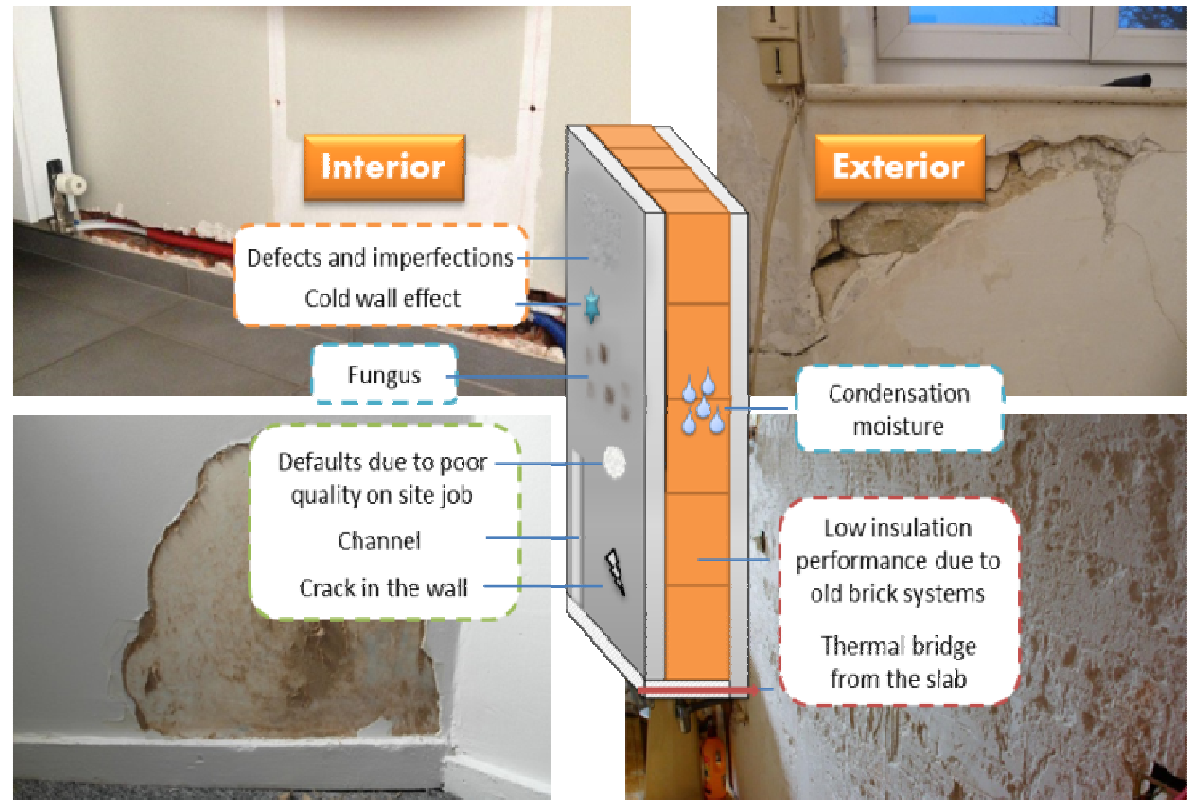 Interior
Exterior
Defects and imperfections
Cold wall effect
Fungus
Defaults due to poor
quality on site job
Channel
Crack in the wall
Condensation
moisture
Low insulation
performance due to
old brick systems
Thermal bridge
from the slab